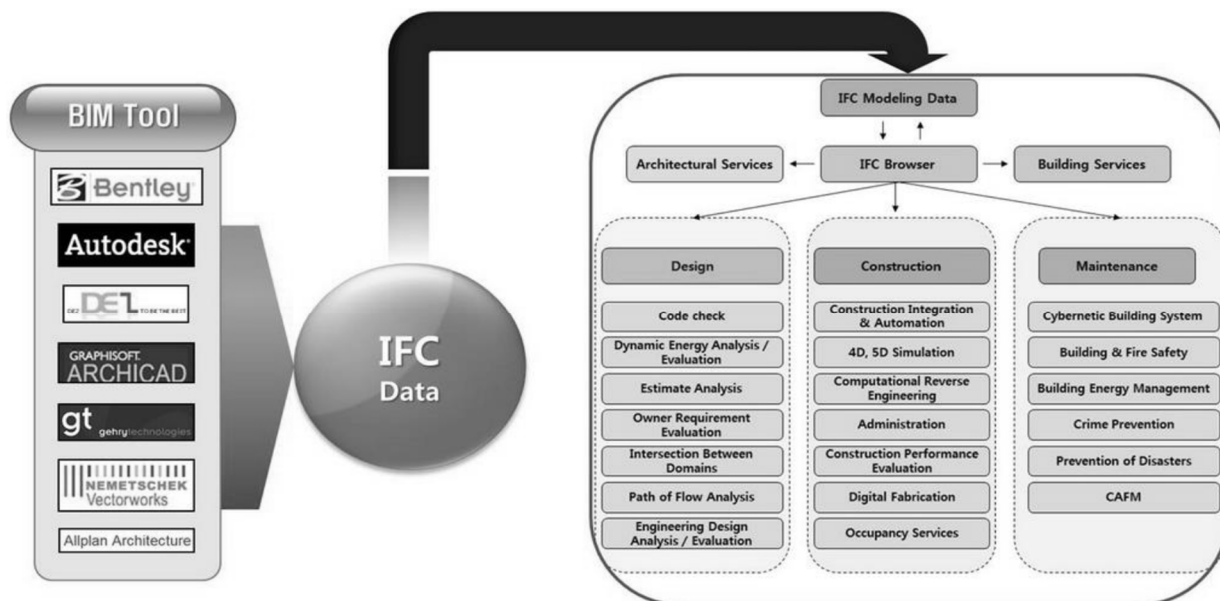 BIM Tool
Bentley
Autodesk
DEZ TO BE THE BEST
GRAPHISOFT.
ARCHICAD
gt
gehrytechnologies
NEMETSCHEK
Vectorworks
Allplan Architecture
IFC
Data
IFC Modeling Data
Architectural Services
IFC Browser
Building Services
Design
Code check
Dynamic Energy Analysis /
Evaluation
Estimate Analysis
Owner Requirement
Evaluation
Intersection Between
Domains
Path of Flow Analysis
Engineering Design
Analysis / Evaluation
Construction
Construction Integration
& Automation
4D, 5D Simulation
Computational Reverse
Engineering
Administration
Construction Performance
Evaluation
Digital Fabrication
Occupancy Services
Maintenance
Cybernetic Building System
Building & Fire Safety
Building Energy Management
Crime Prevention
Prevention of Disasters
CAFM